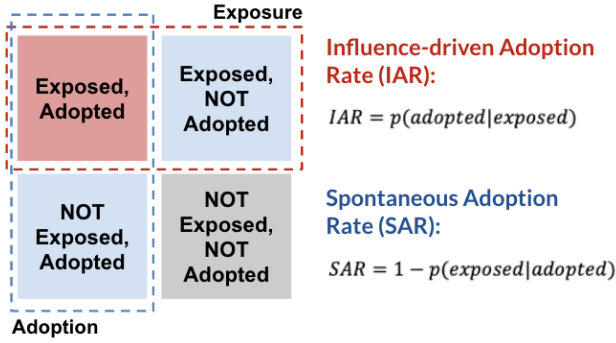 Exposure
Exposed,
Adopted
Exposed,
NOT
Adopted
NOT
Exposed,
Adopted
NOT
Exposed,
NOT
Adopted
Adoption
Influence-driven Adoption
Rate (IAR):
IAR = p(adopted|exposed)
Spontaneous Adoption
Rate (SAR):
SAR = 1 − p(exposed|adopted)